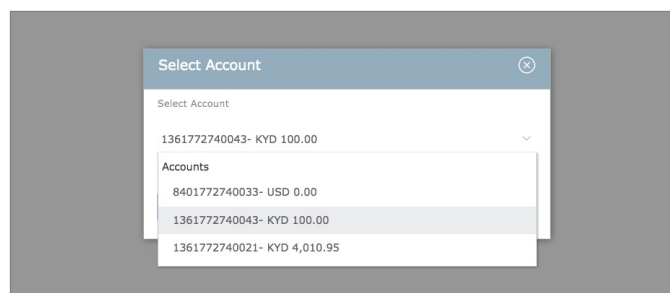 Select Account
Select Account
1361772740043- KYD 100.00
Accounts
8401772740033- USD 0.00
1361772740043- KYD 100.00
1361772740021- KYD 4,010.95